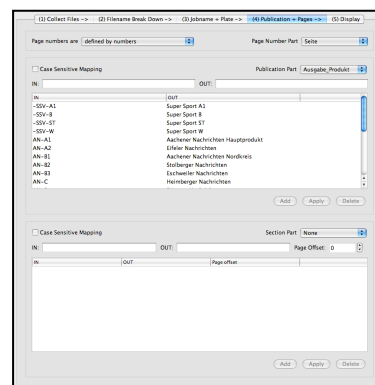 (1) Collect Files -> (2) Filename Break Down -> (3) Jobname + Plate -> (4) Publication + Pages -> (5) Display
Page numbers are defined by numbers Page Number Part Seite
Case Sensitive Mapping Publication Part Ausgabe_Produkt
IN: OUT:
IN OUT
~SSV-A1 Super Sport A1
~SSV-B Super Sport B
~SSV-ST Super Sport ST
~SSV-W Super Sport W
AN-A1 Aachener Nachrichten Hauptprodukt
AN-A2 Eifeler Nachrichten
AN-B1 Aachener Nachrichten Nordkreis
AN-B2 Stolberger Nachrichten
AN-B3 Eschweiler Nachrichten
AN-C Heimberger Nachrichten
Add Apply Delete
Case Sensitive Mapping Section Part None
IN: OUT: Page Offset: 0
IN OUT Page offset
Add Apply Delete